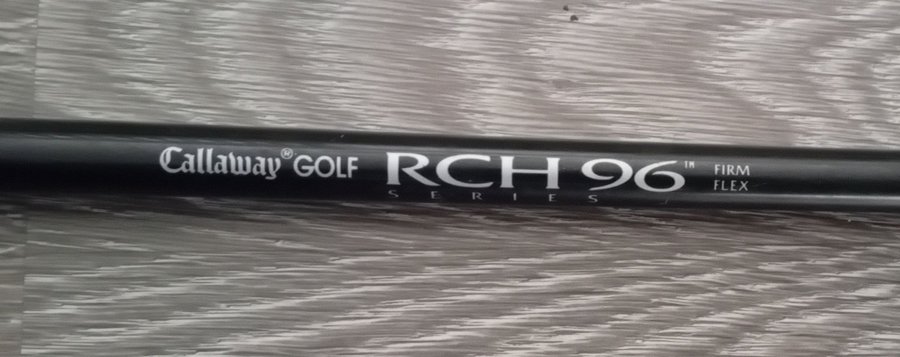 Callaway® GOLF RCH 96™ FIRM
SERIES FLEX